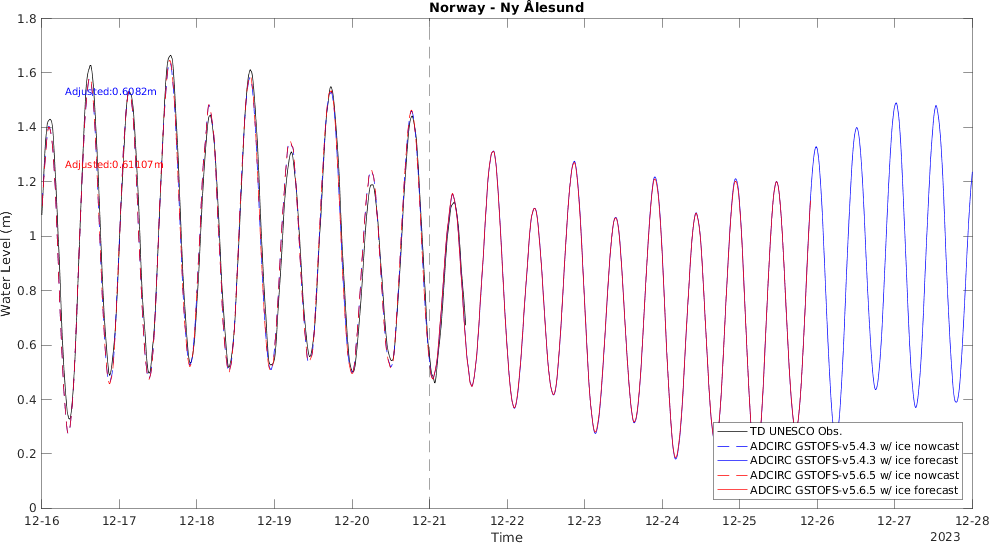 Norway - Ny Ålesund
1.8
1.6
1.4
1.2
1
0.8
0.6
0.4
0.2
0
Water Level (m)
Adjusted:0.6082m
Adjusted:0.61107m
TD UNESCO Obs.
ADCIRC GSTOFS-v5.4.3 w/ ice nowcast
ADCIRC GSTOFS-v5.4.3 w/ ice forecast
ADCIRC GSTOFS-v5.6.5 w/ ice nowcast
ADCIRC GSTOFS-v5.6.5 w/ ice forecast
12-16 12-17 12-18 12-19 12-20 12-21 12-22 12-23 12-24 12-25 12-26 12-27 12-28
Time
2023